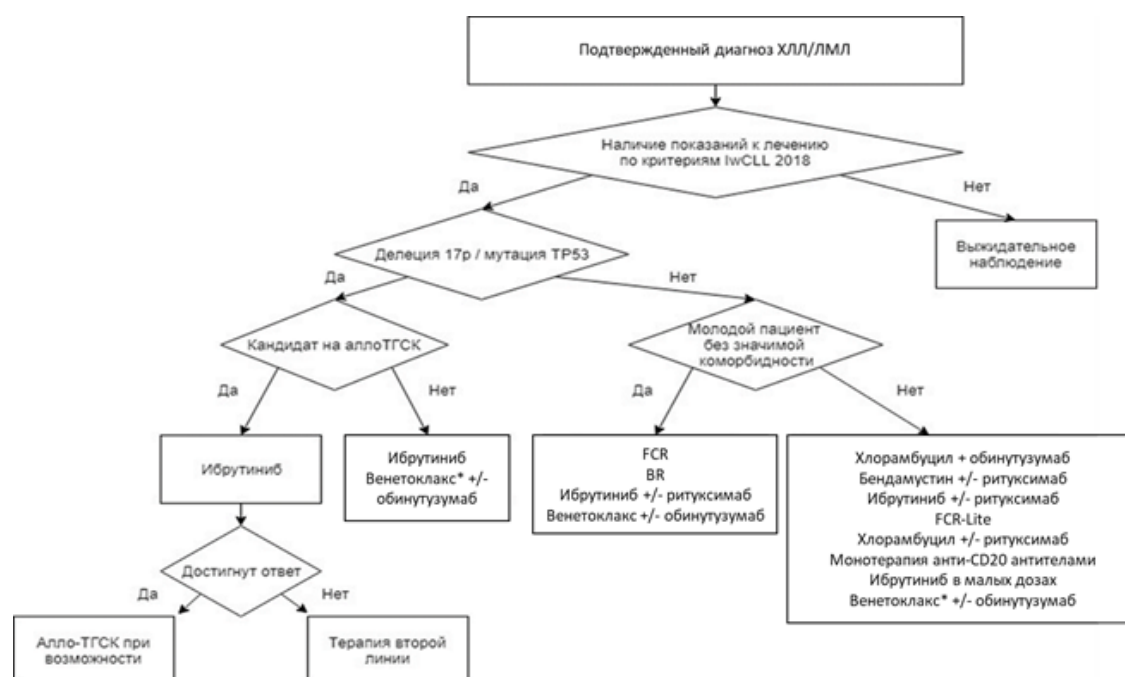 Подтвержденный диагноз ХЛЛ/ЛМЛ
Наличие показаний к лечению
по критериям IwCLL 2018
Да
Нет
Делеция 17р / мутация TP53
Выжидательное
наблюдение
Да
Нет
Кандидат на аллоТГСК
Молодой пациент
без значимой
коморбидности
Да
Нет
Да
Нет
Ибрутиниб
Ибрутиниб
Венетоклакс* +/-
обинутузумаб
FCR
BR
Ибрутиниб +/- ритуксимаб
Венетоклакс +/- обинутузумаб
Хлорамбуцил + обинутузумаб
Бендамустин +/- ритуксимаб
Ибрутиниб +/- ритуксимаб
FCR-Lite
Хлорамбуцил +/- ритуксимаб
Монотерапия анти-CD20 антителами
Ибрутиниб в малых дозах
Венетоклакс* +/- обинутузумаб
Достигнут ответ
Да
Нет
Алло-ТГСК при
возможности
Терапия второй
линии